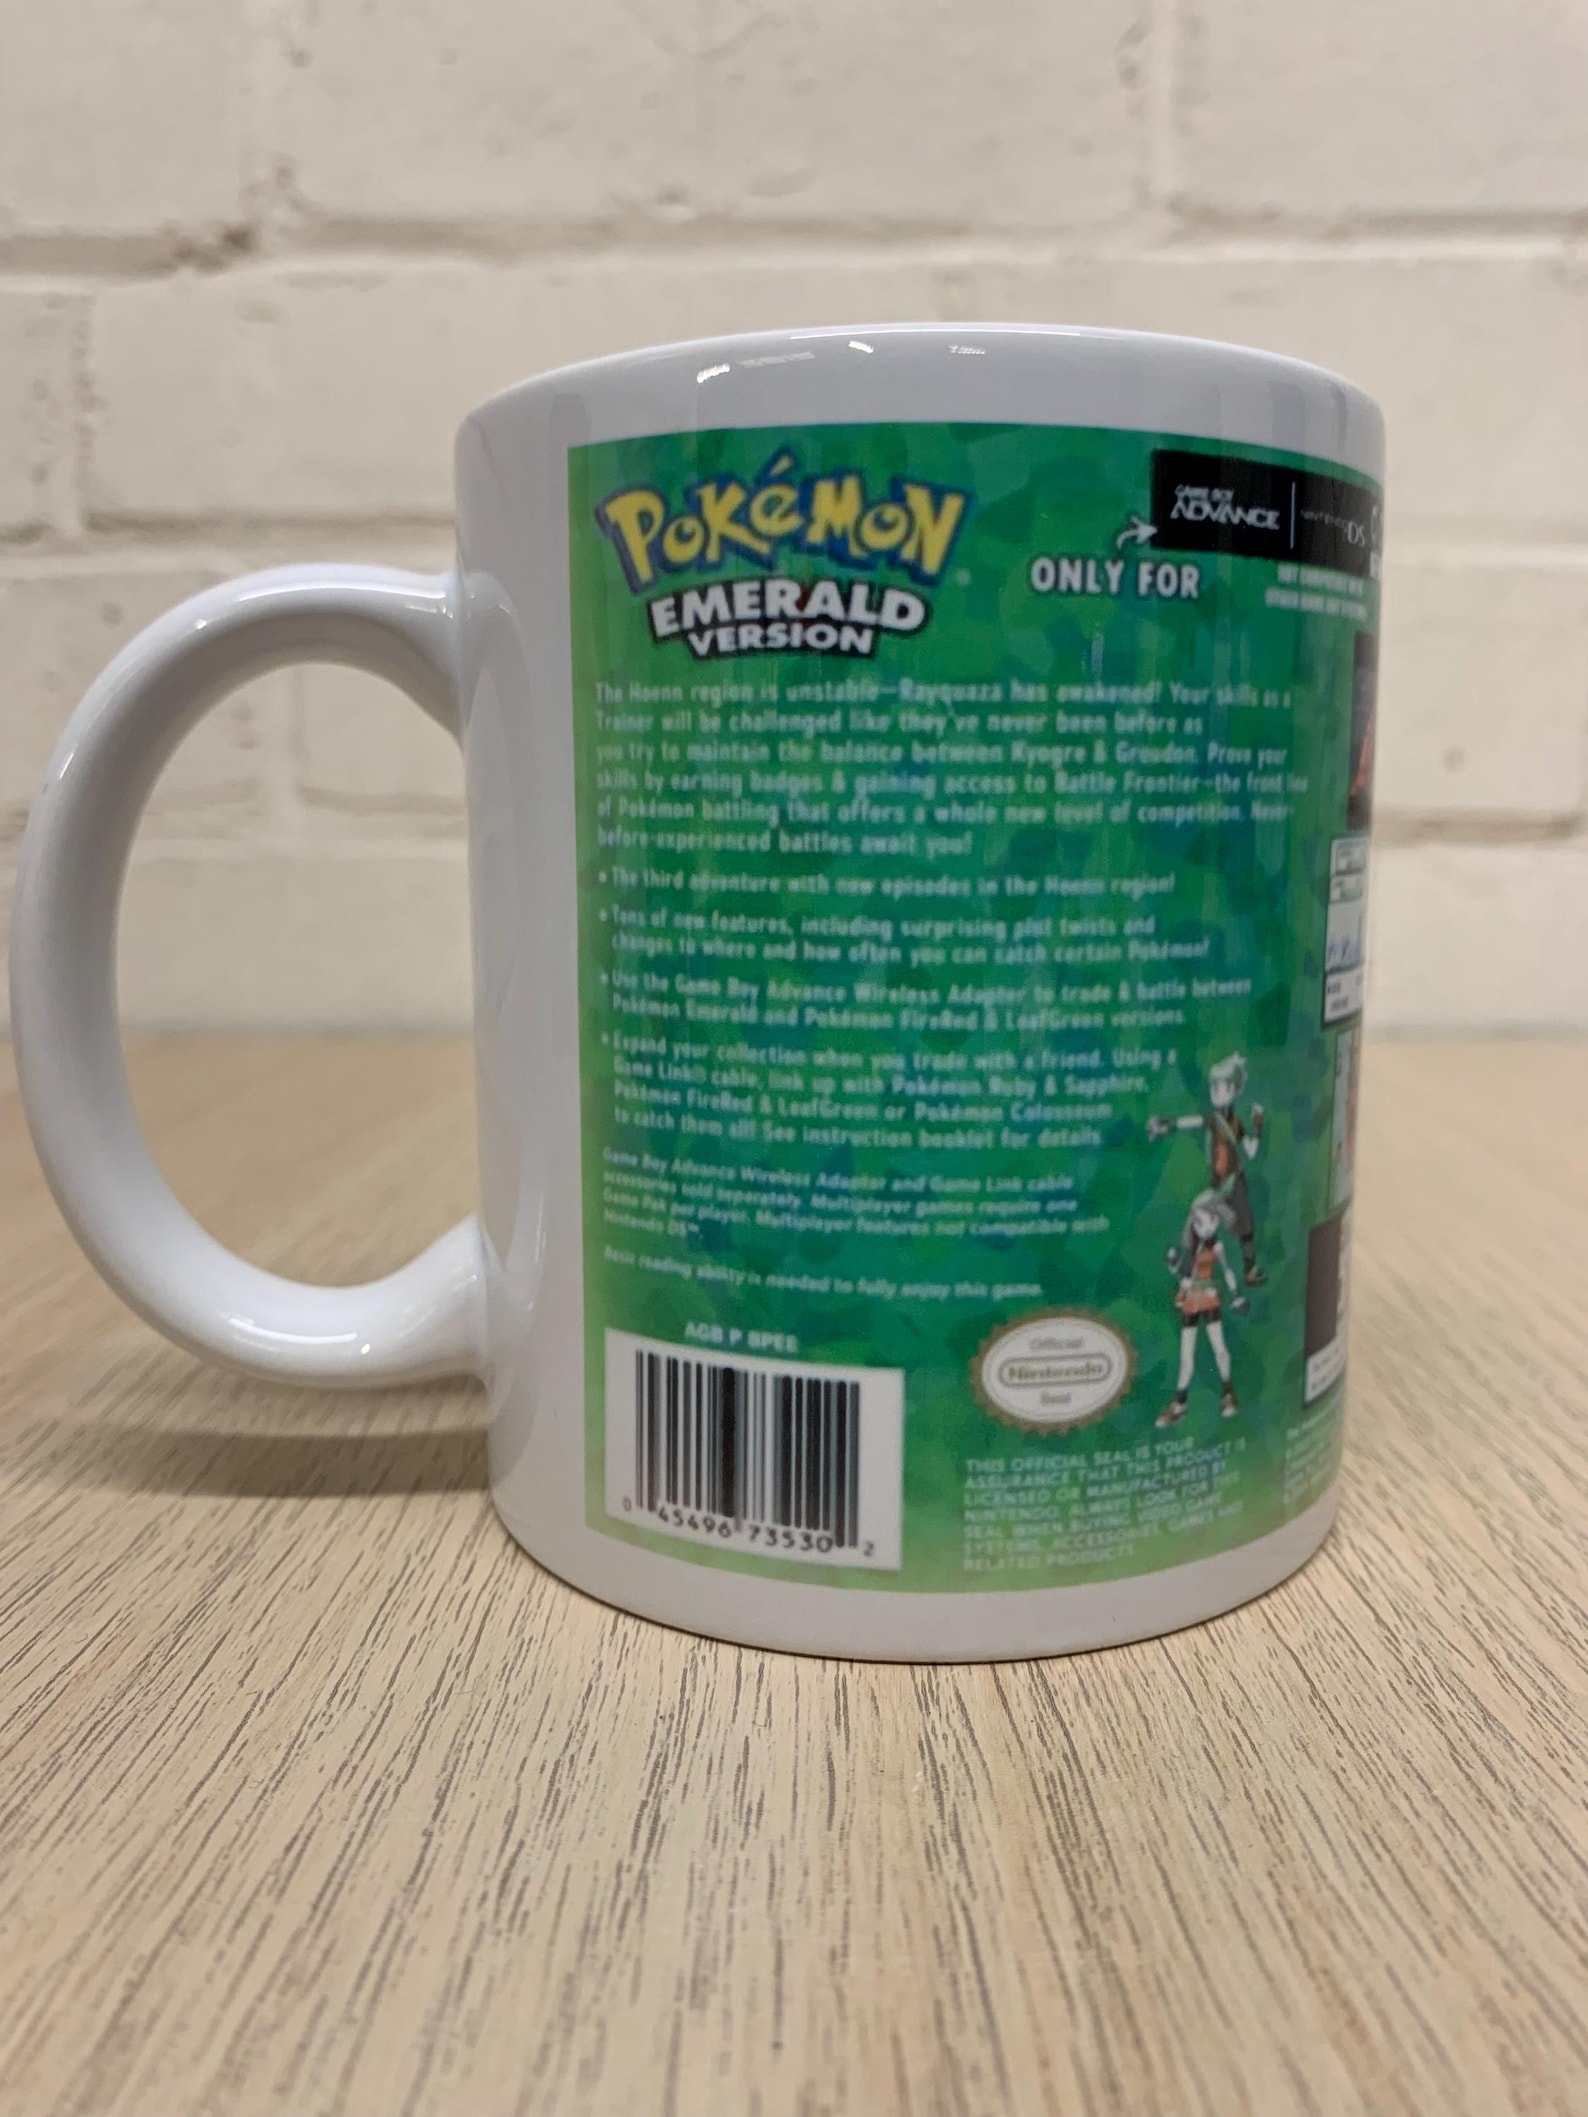 POKéMON
EMERALD
VERSION
GAME BOY
ADVANCE
NINTENDO DS
ONLY FOR
NOT COMPATIBLE WITH
OTHER GAME BOY SYSTEMS
The Hoenn region is unstable—Rayquaza has awakened! Your skills as a
Trainer will be challenged like they've never been before as
you try to maintain the balance between Kyogre & Groudon. Prove your
skills by earning badges & gaining access to Battle Frontier—the front line
of Pokémon battling that offers a whole new level of competition. Never-
before-experienced battles await you!
• The third adventure with new episodes in the Hoenn region!
• Tons of new features, including surprising plot twists and
changes to where and how often you can catch certain Pokémon!
• Use the Game Boy Advance Wireless Adapter to trade & battle between
Pokémon Emerald and Pokémon FireRed & LeafGreen versions.
• Expand your collection when you trade with a friend. Using a
Game Link® cable, link up with Pokémon Ruby & Sapphire,
Pokémon FireRed & LeafGreen or Pokémon Colosseum
to catch them all! See instruction booklet for details.
Game Boy Advance Wireless Adapter and Game Link cable
accessories sold seperately. Multiplayer games require one
Game Pak per player. Multiplayer features not compatible with
Nintendo DS™.
Basic reading ability is needed to fully enjoy this game.
AGB P BPEE
0 45496 73530 2
Official
Nintendo
Seal
THIS OFFICIAL SEAL IS YOUR
ASSURANCE THAT THIS PRODUCT IS
LICENSED OR MANUFACTURED BY
NINTENDO. ALWAYS LOOK FOR THIS
SEAL WHEN BUYING VIDEO GAME
SYSTEMS, ACCESSORIES, GAMES AND
RELATED PRODUCTS.